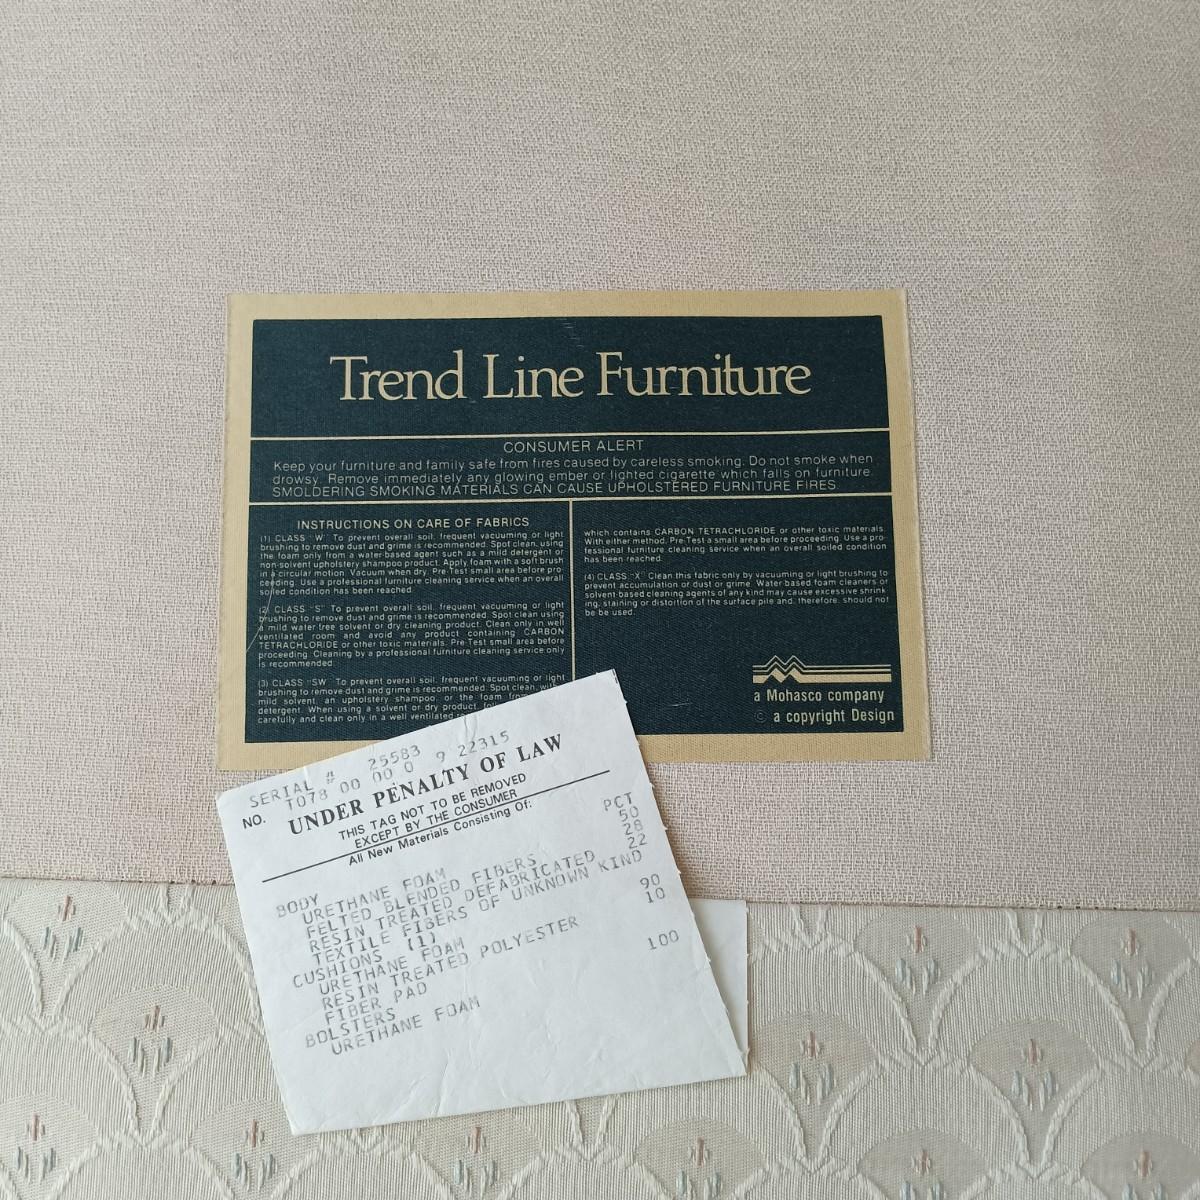 Trend Line Furniture
CONSUMER ALERT
Keep your furniture and family safe from fires caused by careless smoking. Do not smoke when
drowsy. Remove immediately any glowing ember or lighted cigarette which falls on furniture.
SMOLDERING SMOKING MATERIALS CAN CAUSE UPHOLSTERED FURNITURE FIRES.
INSTRUCTIONS ON CARE OF FABRICS
(1) CLASS "W" To prevent overall soil, frequent vacuuming or light
brushing to remove dust and grime is recommended. Spot clean, using
the foam only from a water-based agent such as a mild detergent or
non-solvent upholstery shampoo product. Apply foam with a soft brush
in a circular motion. Vacuum when dry. Pre-Test small area before pro-
ceeding. Use a professional furniture cleaning service when an overall
soiled condition has been reached.
(2) CLASS "S" To prevent overall soil, frequent vacuuming or light
brushing to remove dust and grime is recommended. Spot clean using
a mild water free solvent or dry cleaning product. Clean only in well
ventilated room and avoid any product containing CARBON
TETRACHLORIDE or other toxic materials. Pre-Test small area before
proceeding. Cleaning by a professional furniture cleaning service only
is recommended.
(3) CLASS "SW" To prevent overall soil, frequent vacuuming or light
brushing to remove dust and grime is recommended. Spot clean, with
mild solvent, an upholstery shampoo, or the foam from
detergent. When using a solvent or dry product,
carefully and clean only in a well ventilated
which contains CARBON TETRACHLORIDE or other toxic materials.
With either method, Pre-Test a small area before proceeding. Use a pro-
fessional furniture cleaning service when an overall soiled condition
has been reached.
(4) CLASS "X" Clean this fabric only by vacuuming or light brushing to
prevent accumulation of dust or grime. Water-based foam cleaners or
solvent-based cleaning agents of any kind may cause excessive shrink-
ing, staining or distortion of the surface pile and, therefore, should not
be be used.
a Mohasco company
© a copyright Design
SERIAL # 25583
NO. T078 00 00 0 9 22315
UNDER PENALTY OF LAW
THIS TAG NOT TO BE REMOVED
EXCEPT BY THE CONSUMER
All New Materials Consisting Of:
PCT
BODY
URETHANE FOAM 50
FELTED BLENDED FIBERS 28
RESIN TREATED DEFABRICATED 22
TEXTILE FIBERS OF UNKNOWN KIND
CUSHIONS (1)
URETHANE FOAM 90
RESIN TREATED POLYESTER 10
FIBER PAD
BOLSTERS
URETHANE FOAM 100